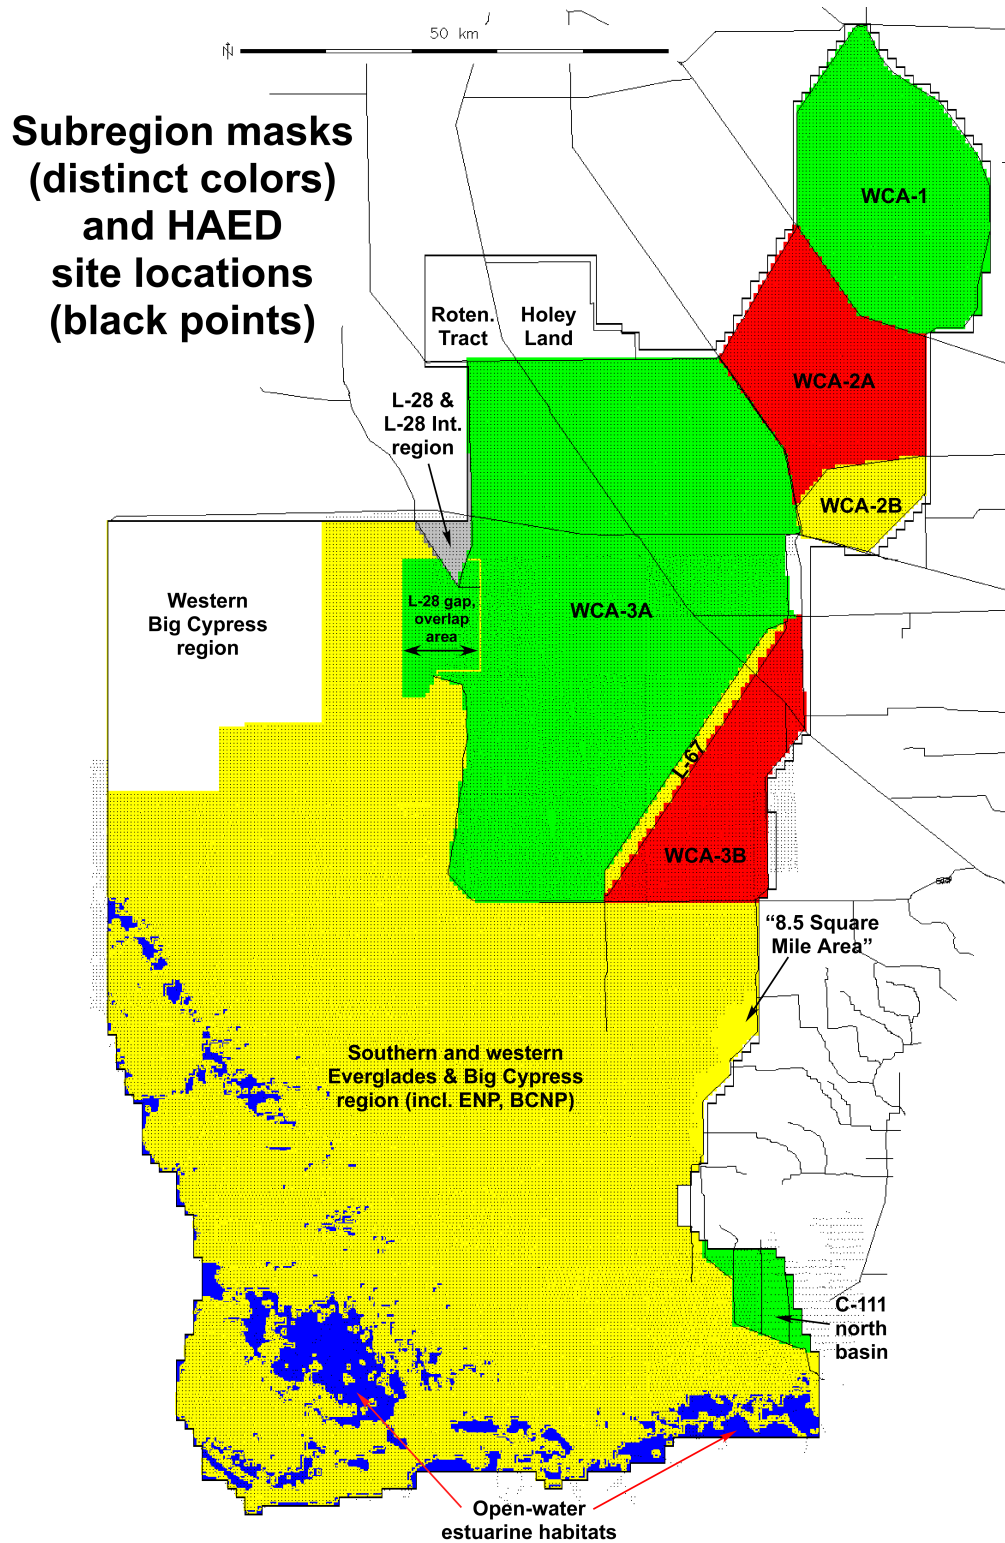 50 km
N
Subregion masks
(distinct colors)
and HAED
site locations
(black points)
WCA-1
Roten.
Tract
Holey
Land
WCA-2A
L-28 &
L-28 Int.
region
WCA-2B
Western
Big Cypress
region
L-28 gap,
overlap
area
WCA-3A
L-67
WCA-3B
“8.5 Square
Mile Area”
Southern and western
Everglades & Big Cypress
region (incl. ENP, BCNP)
C-111
north
basin
Open-water
estuarine habitats